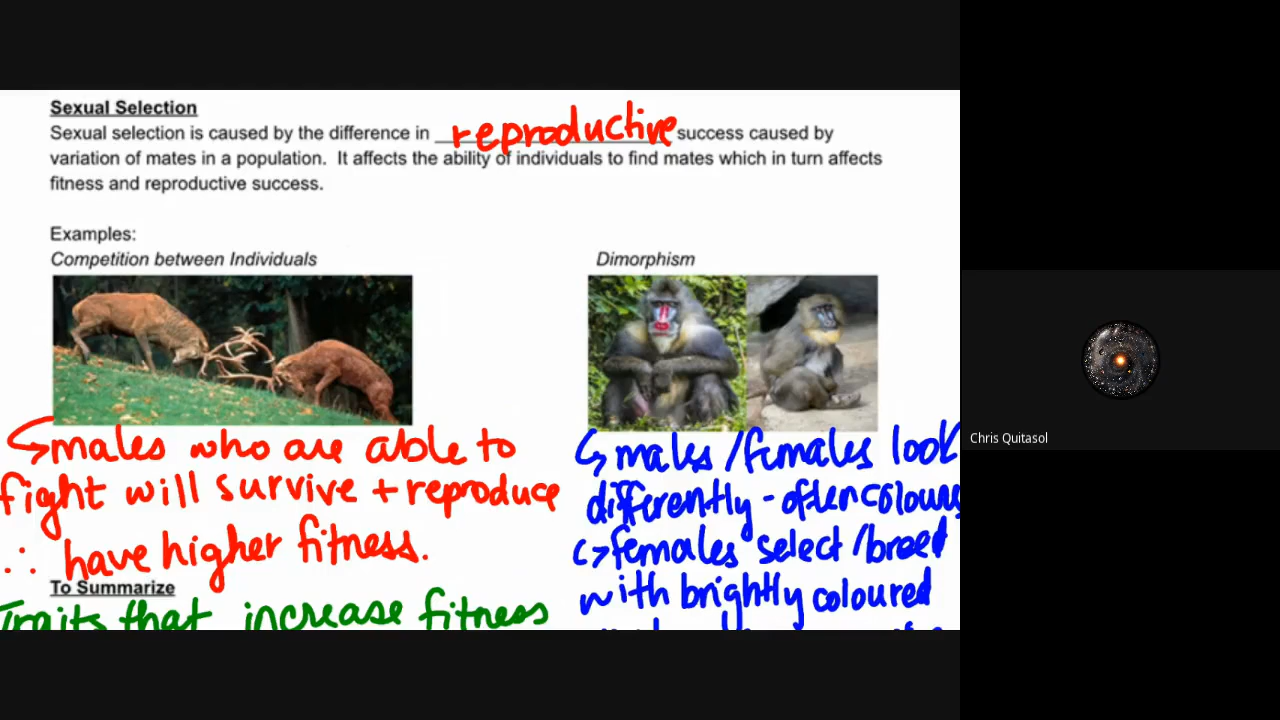 Sexual Selection
Sexual selection is caused by the difference in reproductive success caused by
variation of mates in a population. It affects the ability of individuals to find mates which in turn affects
fitness and reproductive success.
Examples:
Competition between Individuals
↳ males who are able to
fight will survive + reproduce
∴ have higher fitness.
Dimorphism
↳ males/females look
differently - often colours
↳ females select/breed
with brightly coloured
To Summarize
Traits that increase fitness
Chris Quitasol